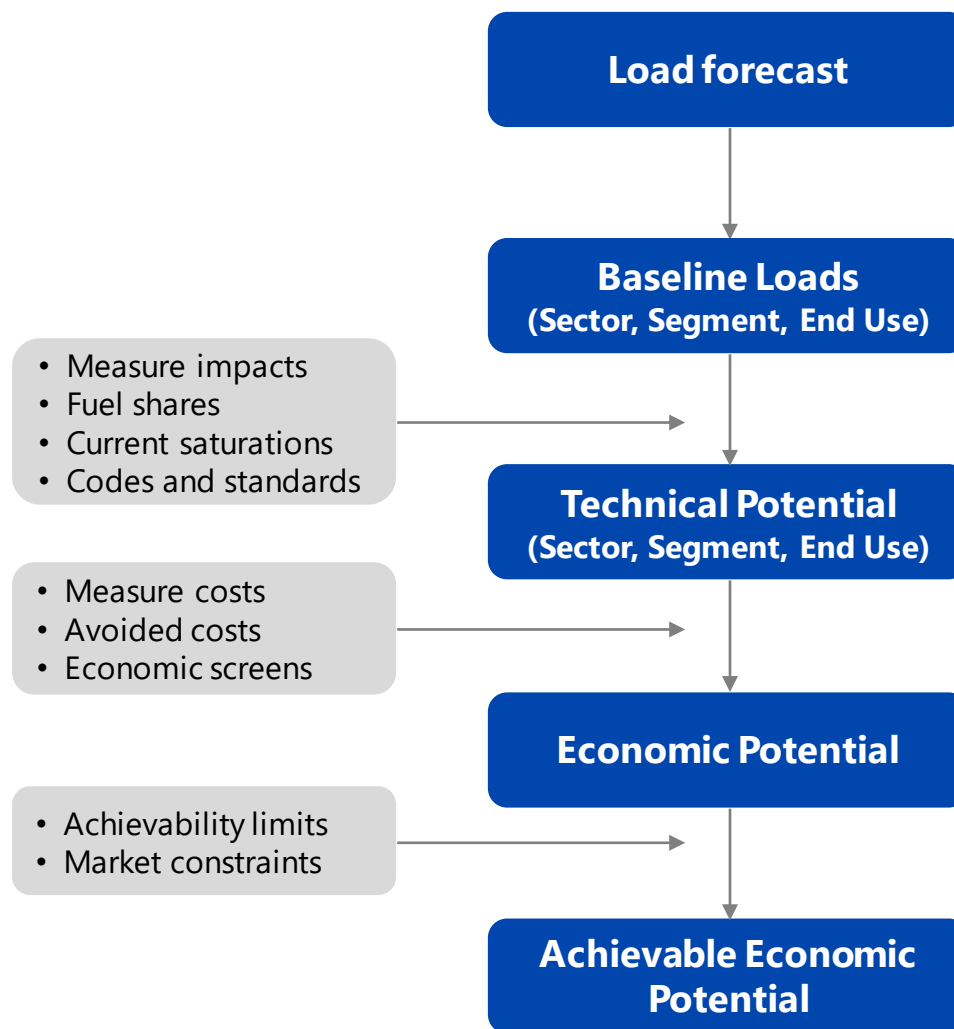 Load forecast
Baseline Loads
(Sector, Segment, End Use)
• Measure impacts
• Fuel shares
• Current saturations
• Codes and standards
Technical Potential
(Sector, Segment, End Use)
• Measure costs
• Avoided costs
• Economic screens
Economic Potential
• Achievability limits
• Market constraints
Achievable Economic
Potential